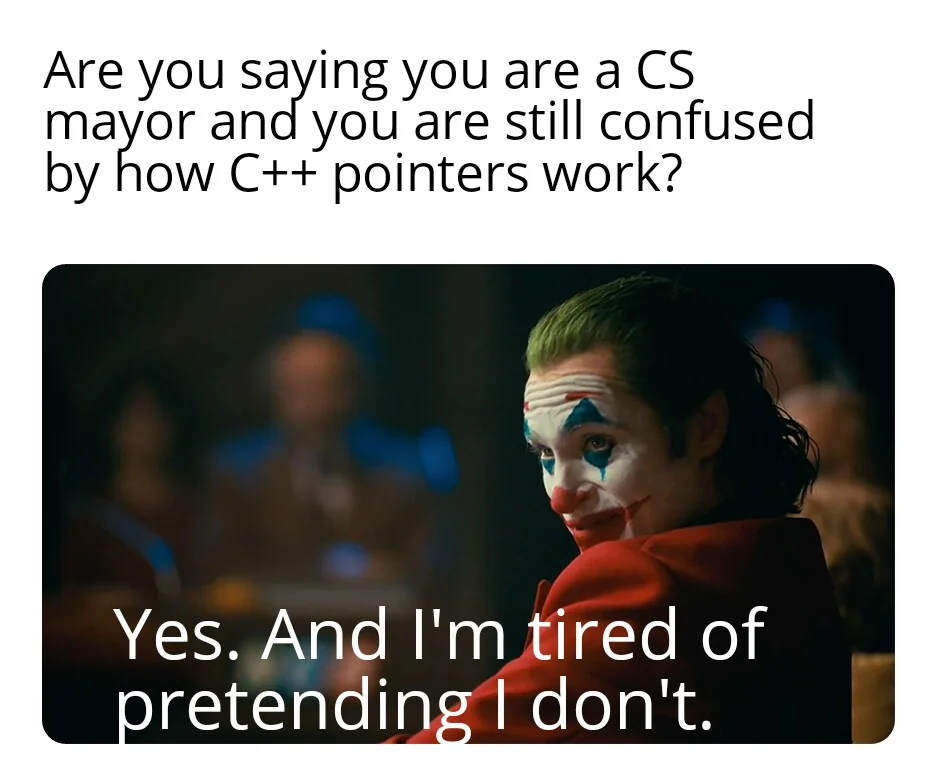 Are you saying you are a CS
mayor and you are still confused
by how C++ pointers work?
Yes. And I'm tired of
pretending I don't.